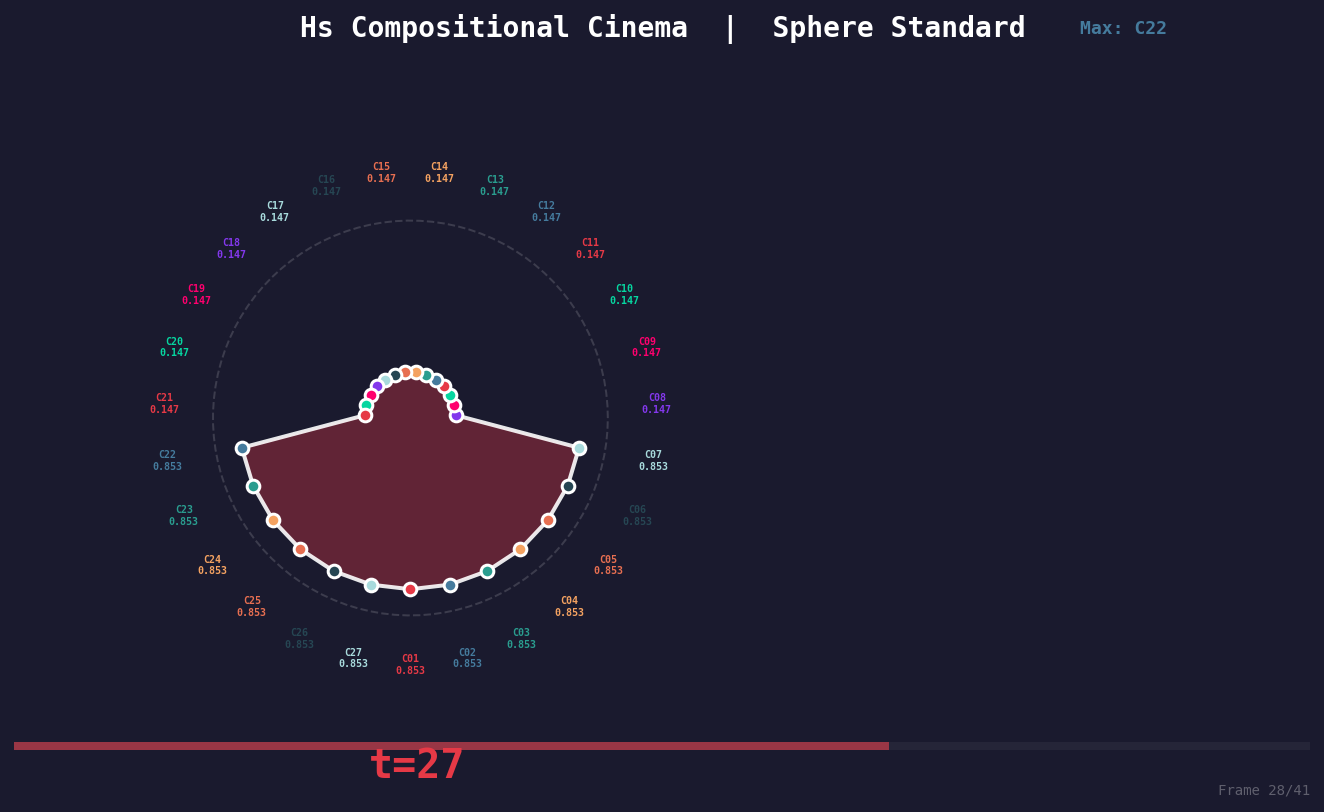 Hs Compositional Cinema | Sphere Standard
Max: C22
C15
0.147
C14
0.147
C16
0.147
C13
0.147
C17
0.147
C12
0.147
C18
0.147
C11
0.147
C19
0.147
C10
0.147
C20
0.147
C09
0.147
C21
0.147
C08
0.147
C22
0.853
C07
0.853
C23
0.853
C06
0.853
C24
0.853
C05
0.853
C25
0.853
C04
0.853
C26
0.853
C03
0.853
C27
0.853
C01
0.853
C02
0.853
t=27
Frame 28/41